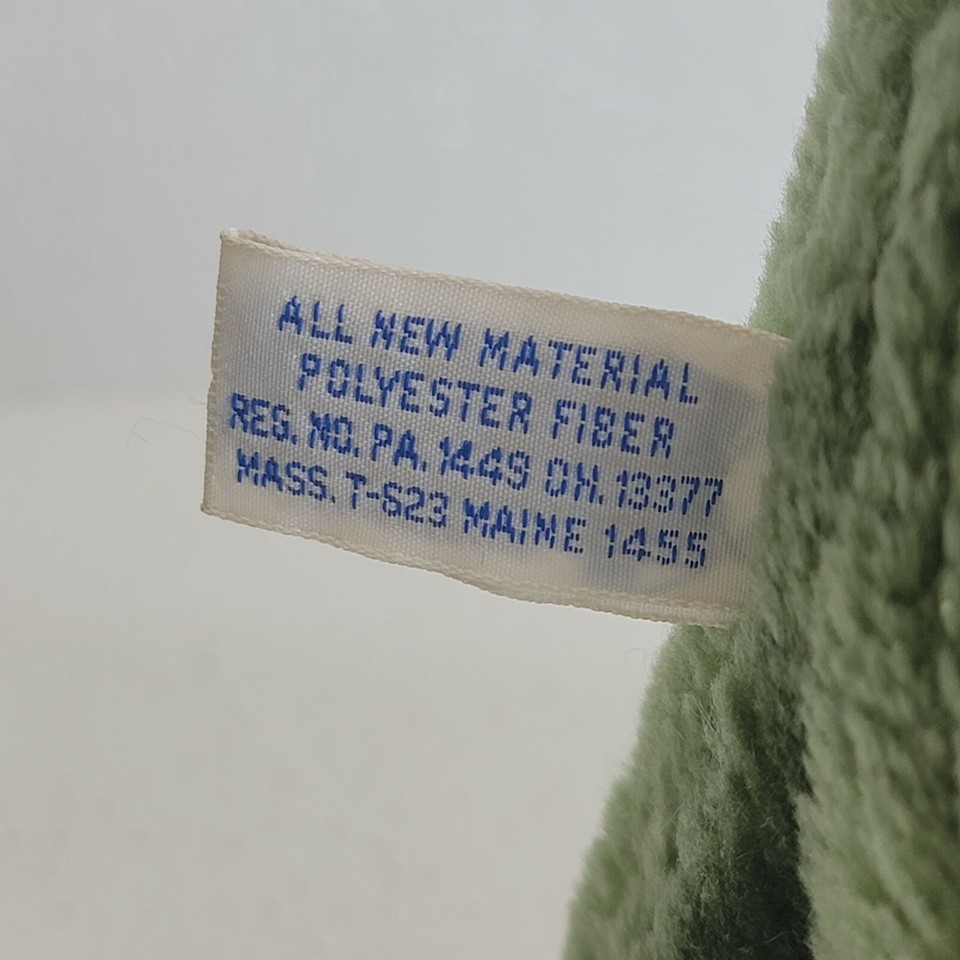 ALL NEW MATERIAL
POLYESTER FIBER
REG. NO. PA. 1449 OH. 13377
MASS. T-623 MAINE 1455